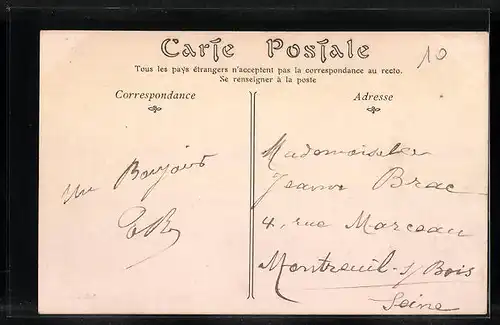 Carte Postale
10
Tous les pays étrangers n'acceptent pas la correspondance au recto.
Se renseigner à la poste
Correspondance
Adresse
Un Bonjour
Mademoiselle
Jeanne Brac
4, rue Marceau
Montreuil s/ Bois
Seine